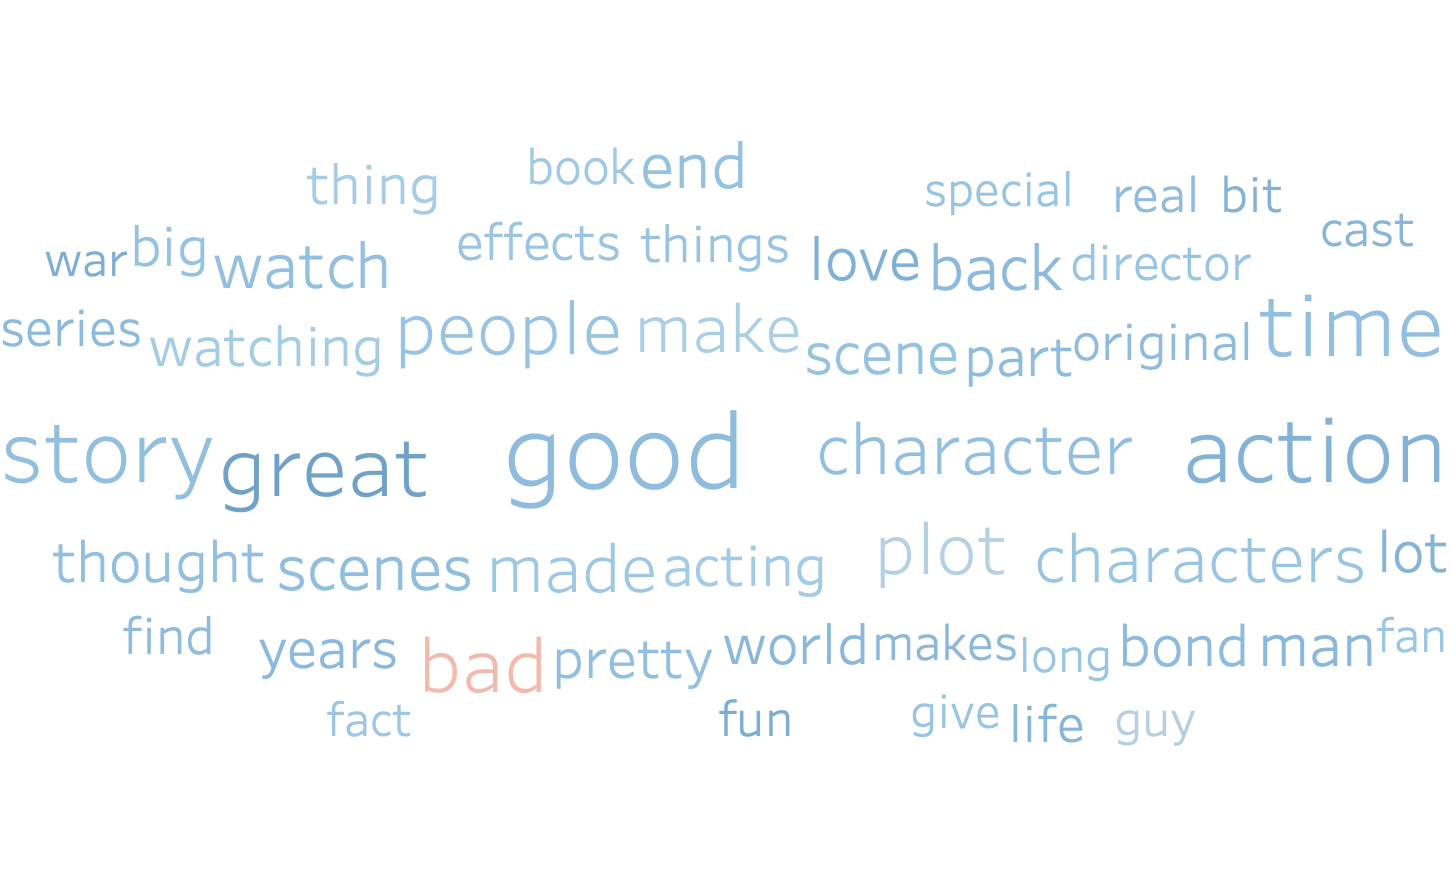 thing book end special real bit cast
war big watch effects things love back director
series watching people make scene part original time
story great good character action
thought scenes made acting plot characters lot
find years bad pretty world makes long bond man fan
fact fun give life guy